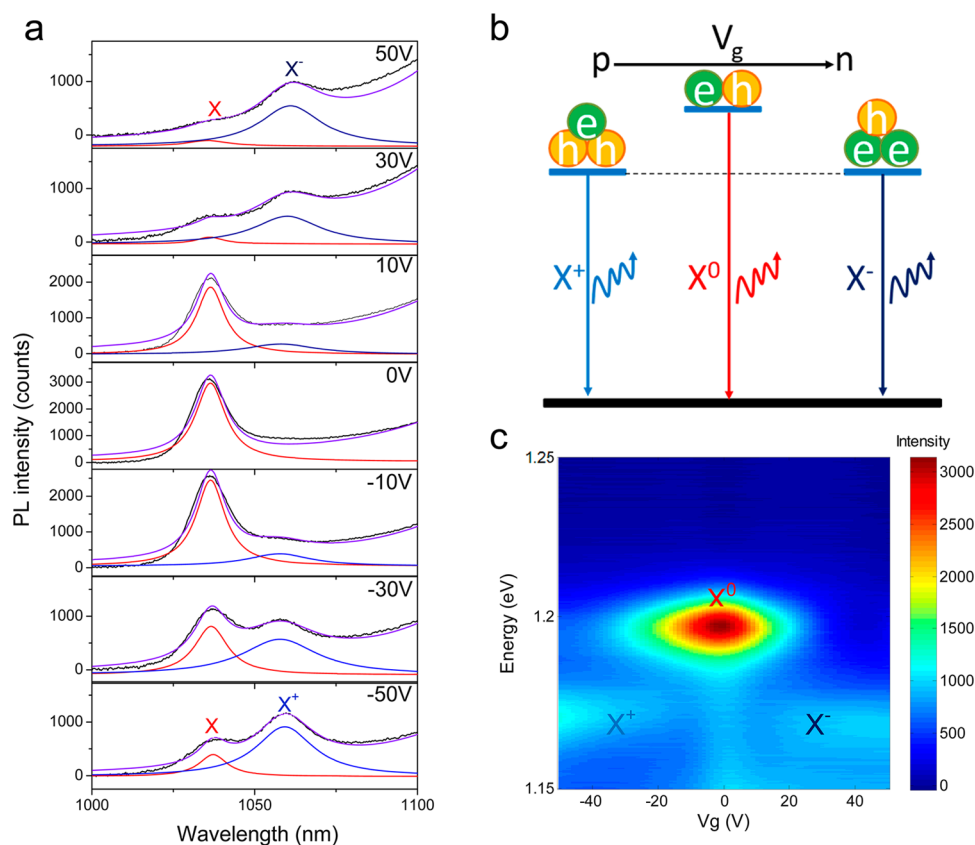 a
50V
1000
0
X
X⁻
30V
1000
0
10V
2000
1000
0
0V
3000
2000
1000
0
-10V
2000
1000
0
-30V
1000
0
-50V
1000
0
X
X⁺
1000
1050
1100
Wavelength (nm)
PL intensity (counts)
b
Vg
p
n
e
h
e
h
h
h
e
e
X⁺
X⁰
X⁻
c
Intensity
1.25
1.2
1.15
Energy (eV)
X⁰
X⁺
X⁻
-40
-20
0
20
40
Vg (V)
3000
2500
2000
1500
1000
500
0